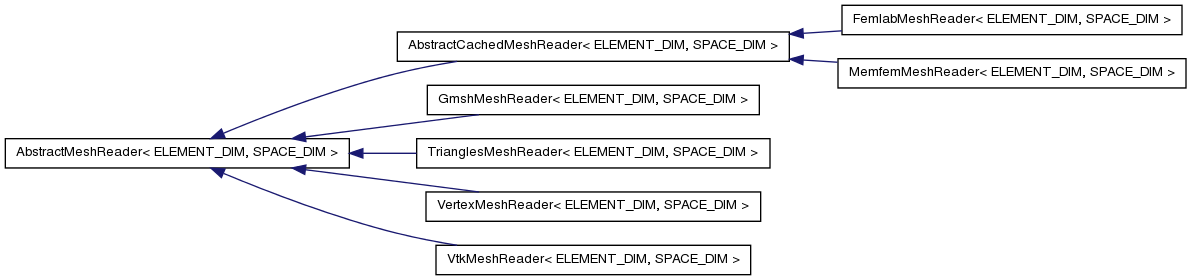 FemlabMeshReader< ELEMENT_DIM, SPACE_DIM >
AbstractCachedMeshReader< ELEMENT_DIM, SPACE_DIM >
MemfemMeshReader< ELEMENT_DIM, SPACE_DIM >
GmshMeshReader< ELEMENT_DIM, SPACE_DIM >
AbstractMeshReader< ELEMENT_DIM, SPACE_DIM >
TrianglesMeshReader< ELEMENT_DIM, SPACE_DIM >
VertexMeshReader< ELEMENT_DIM, SPACE_DIM >
VtkMeshReader< ELEMENT_DIM, SPACE_DIM >